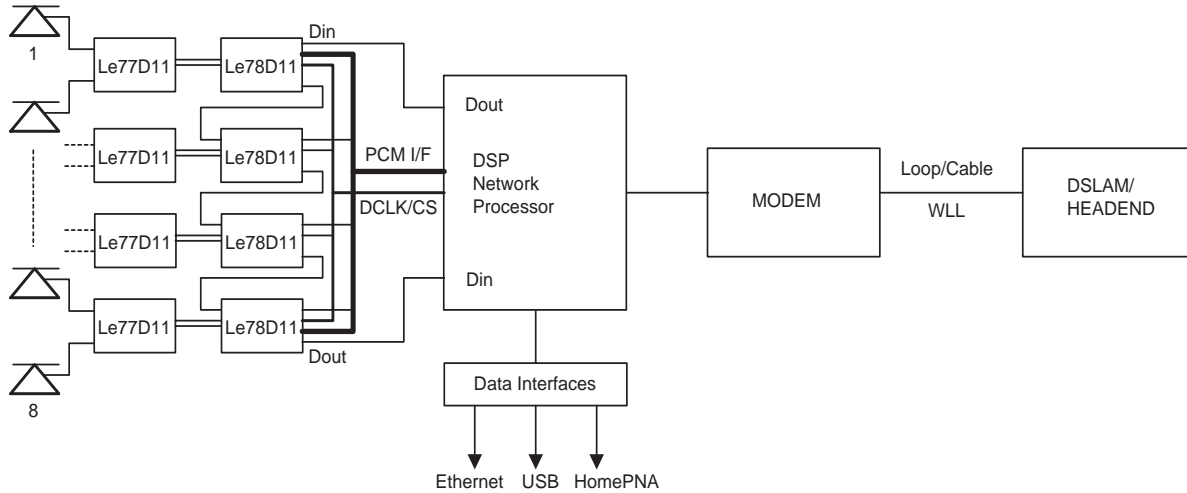 1
Le77D11
Le78D11
Din
Le77D11
Le78D11
Le77D11
Le78D11
Le77D11
Le78D11
Dout
8
PCM I/F
DCLK/CS
Dout
DSP
Network
Processor
Din
MODEM
Loop/Cable
WLL
DSLAM/
HEADEND
Data Interfaces
Ethernet
USB
HomePNA